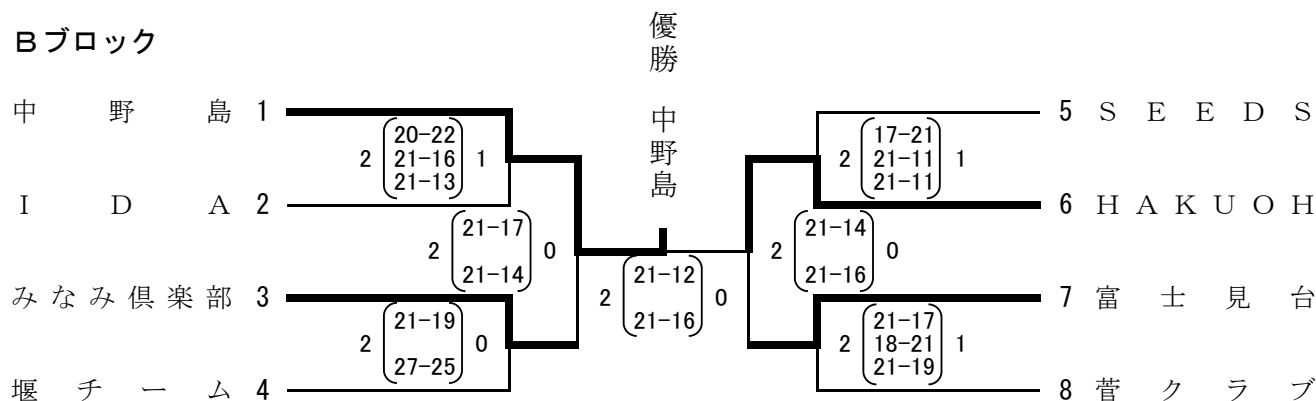 Bブロック
優勝 中野島
中野島 1
2 20-22 21-16 21-13 1
IDA 2
2 21-17 21-14 0
みなみ倶楽部 3
2 21-19 27-25 0
堰チーム 4
2 21-12 21-16 0
5 SEEDS
2 17-21 21-11 21-11 1
6 HAKUOH
2 21-14 21-16 0
7 富士見台
2 21-17 18-21 21-19 1
8 菅クラブ